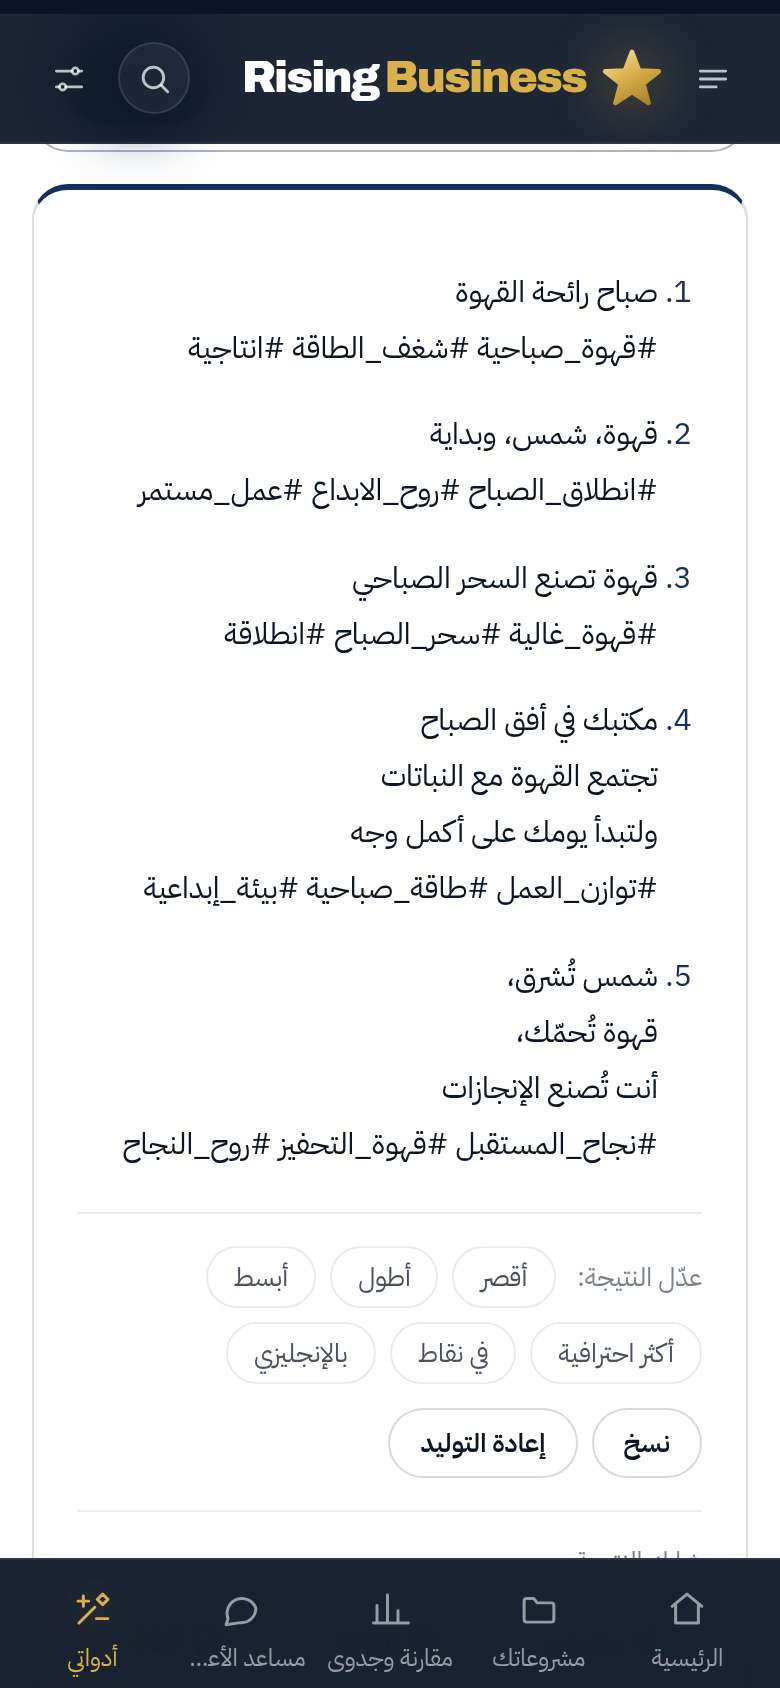 Rising Business
1. صباح رائحة القهوة
#قهوة_صباحية #شغف_الطاقة #انتاجية
2. قهوة، شمس، وبداية
#انطلاق_الصباح #روح_الابداع #عمل_مستمر
3. قهوة تصنع السحر الصباحي
#قهوة_غالية #سحر_الصباح #انطلاقة
4. مكتبك في أفق الصباح
تجتمع القهوة مع النباتات
ولتبدأ يومك على أكمل وجه
#توازن_العمل #طاقة_صباحية #بيئة_إبداعية
5. شمس تُشرق،
قهوة تُحمّك،
أنت تُصنع الإنجازات
#نجاح_المستقبل #قهوة_التحفيز #روح_النجاح
عدّل النتيجة:
أقصر
أطول
أبسط
أكثر احترافية
في نقاط
بالإنجليزي
نسخ
إعادة التوليد
الرئيسية
مشروعاتك
مقارنة وجدوى
مساعد الأعـ...
أدواتي